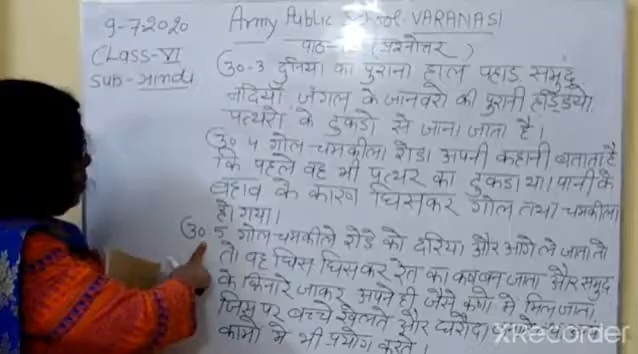 9-7-2020
Army Public School VARANASI
CLASS-VI
पाठ- (प्रश्नोत्तर)
Sub-Hindi
उ०-3 दुनिया का पुराना हाल पहाड़ समुद्र
नदियों जंगल के जानवरो की पुरानी हड्डियो
पत्थरो के टुकडो से जाना जाता है।
उ० 4 गोल चमकीला रोडा अपनी कहानी बताता है
कि पहले वह भी पत्थर का टुकडा था। पानी के
बहाव के कारण घिसकर गोल तथा चमकीला
हो गया।
उ०-5 गोल चमकीले रोडे को दरिया और आगे ले जाता तो
तो वह घिस घिसकर रेत का कण बन जाता और समुद्र
के किनारे जाकर अपने ही जैसे कणो मे मिल जाता
जिस पर बच्चे खेलते और घरौंदा
कामो मे भी प्रयोग करते।
XRecorder